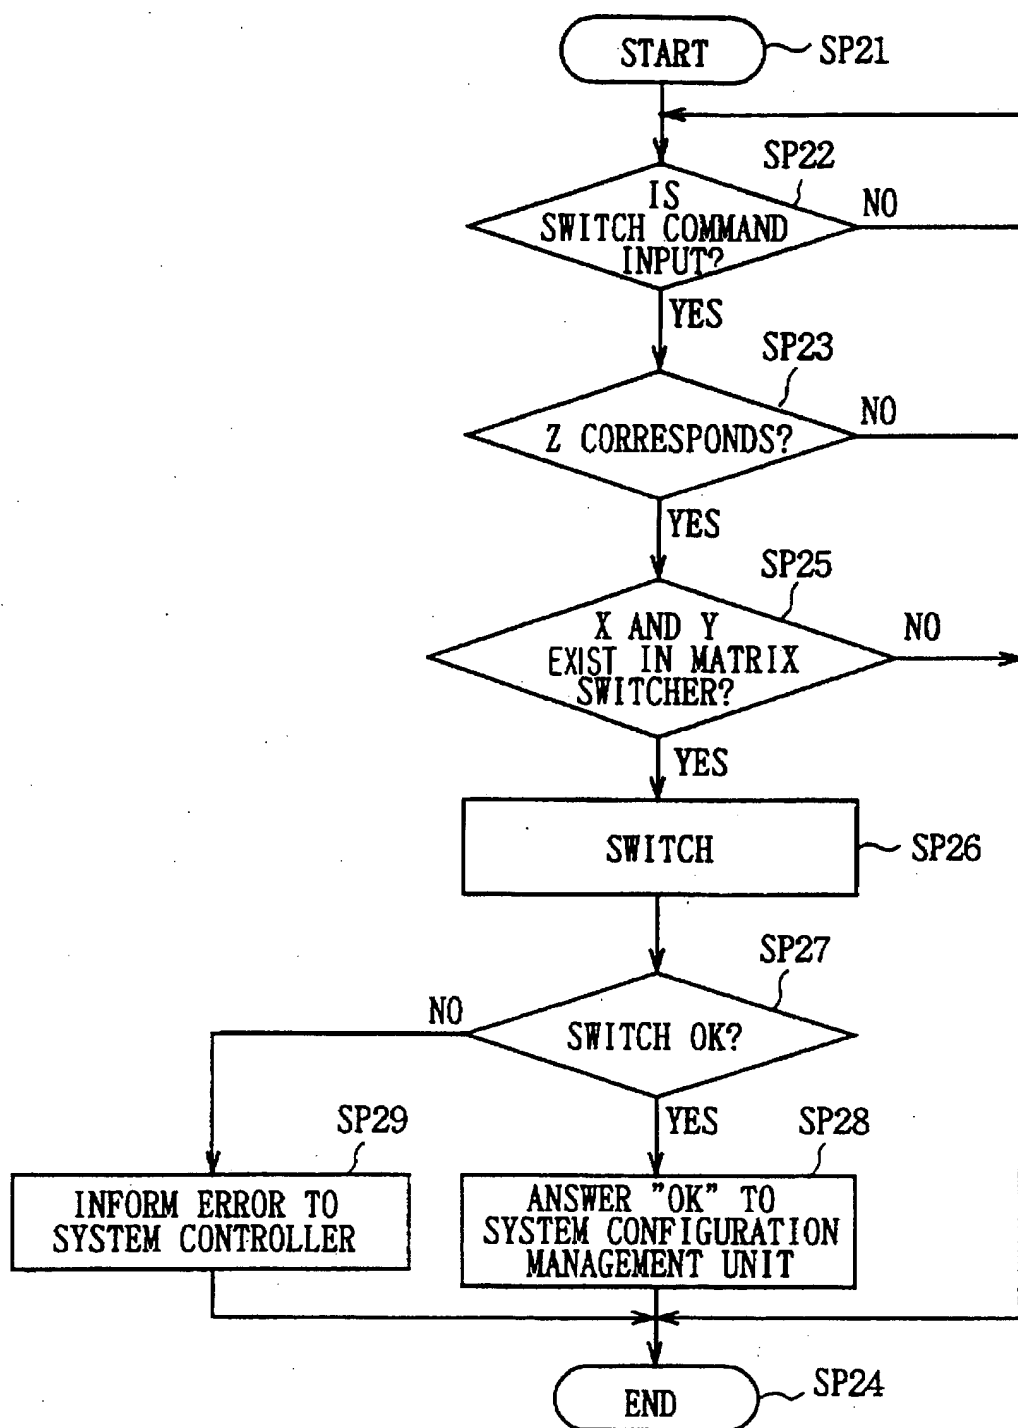 START
SP21
SP22
IS
SWITCH COMMAND
INPUT?
NO
YES
SP23
Z CORRESPONDS?
NO
YES
SP25
X AND Y
EXIST IN MATRIX
SWITCHER?
NO
YES
SWITCH
SP26
SP27
SWITCH OK?
NO
YES
SP29
INFORM ERROR TO
SYSTEM CONTROLLER
SP28
ANSWER "OK" TO
SYSTEM CONFIGURATION
MANAGEMENT UNIT
END
SP24